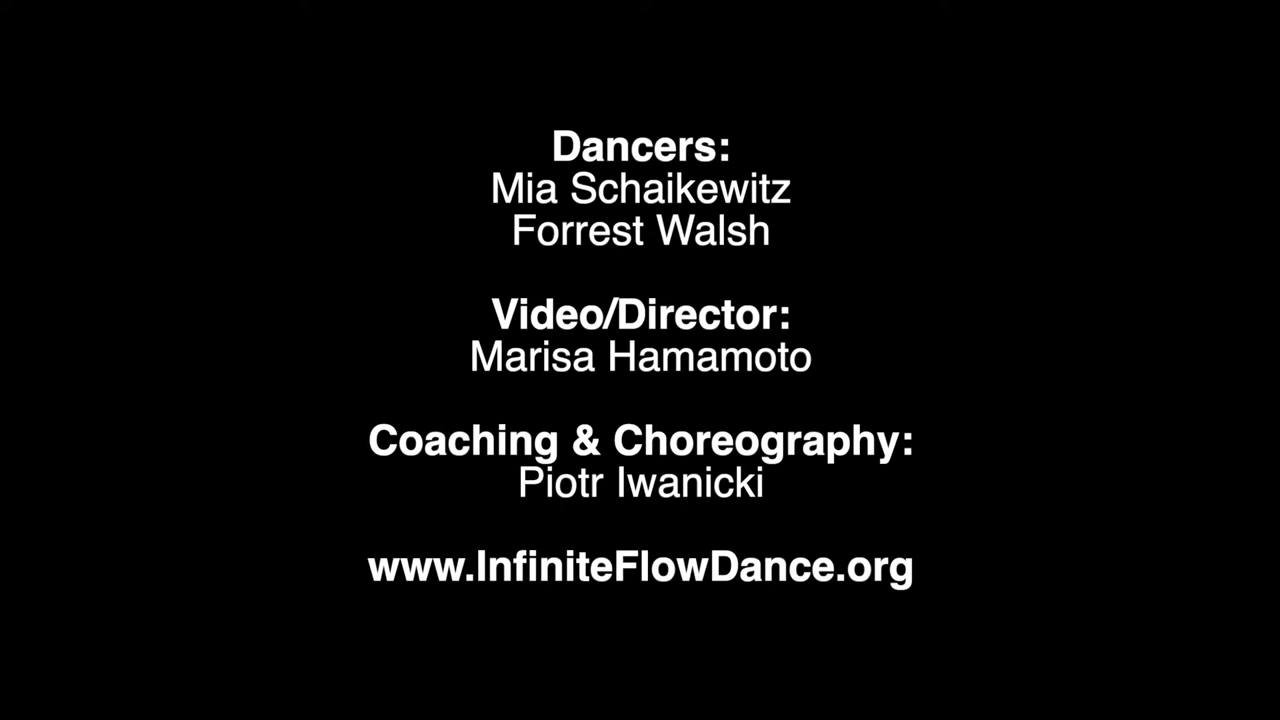 Dancers:
Mia Schaikewitz
Forrest Walsh
Video/Director:
Marisa Hamamoto
Coaching & Choreography:
Piotr Iwanicki
www.InfiniteFlowDance.org